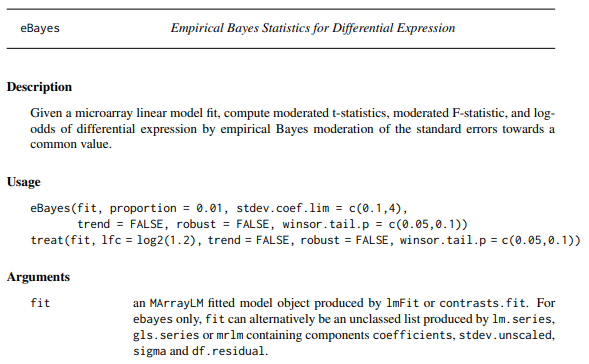 eBayes Empirical Bayes Statistics for Differential Expression
Description
Given a microarray linear model fit, compute moderated t-statistics, moderated F-statistic, and log-
odds of differential expression by empirical Bayes moderation of the standard errors towards a
common value.
Usage
eBayes(fit, proportion = 0.01, stdev.coef.lim = c(0.1,4),
trend = FALSE, robust = FALSE, winsor.tail.p = c(0.05,0.1))
treat(fit, lfc = log2(1.2), trend = FALSE, robust = FALSE, winsor.tail.p = c(0.05,0.1))
Arguments
fit an MArrayLM fitted model object produced by lmFit or contrasts.fit. For
ebayes only, fit can alternatively be an unclassed list produced by lm.series,
gls.series or mrlm containing components coefficients, stdev.unscaled,
sigma and df.residual.